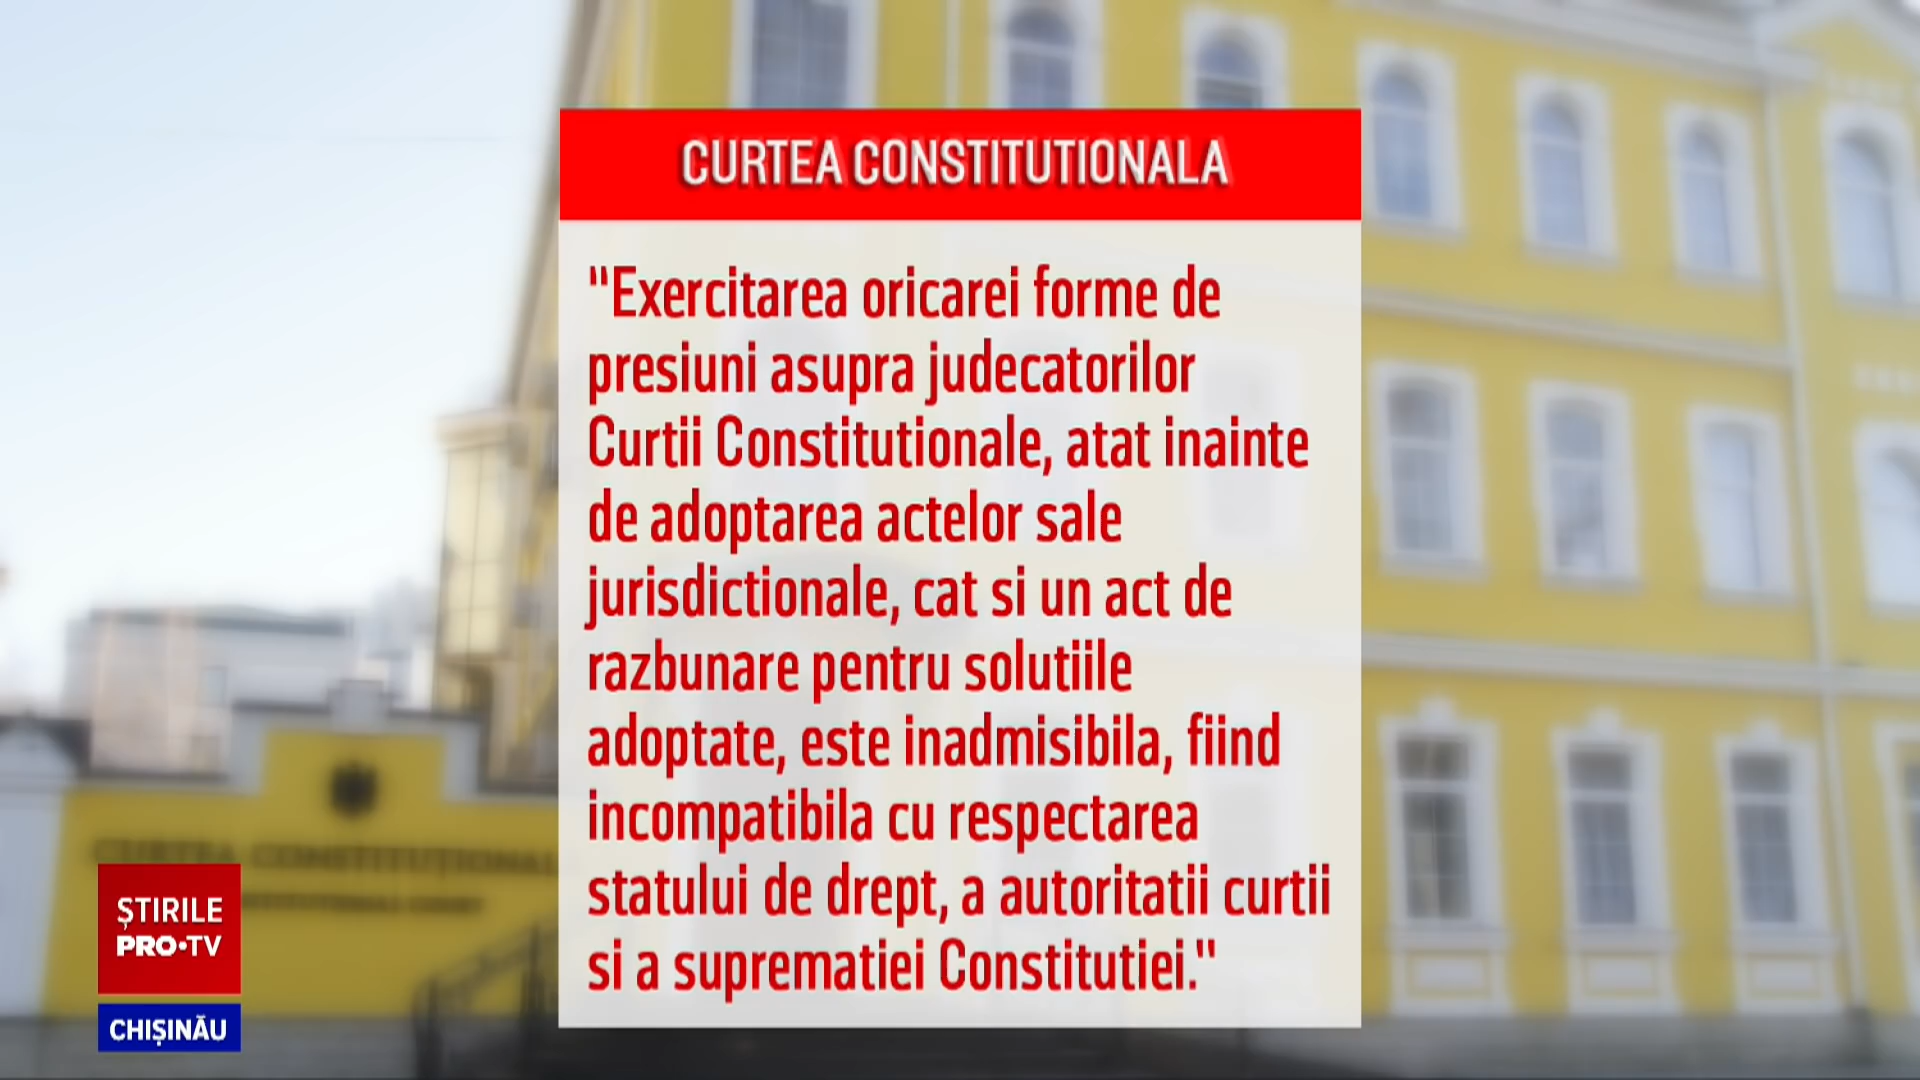 CURTEA CONSTITUTIONALA
"Exercitarea oricarei forme de
presiuni asupra judecatorilor
Curtii Constitutionale, atat inainte
de adoptarea actelor sale
jurisdictionale, cat si un act de
razbunare pentru solutiile
adoptate, este inadmisibila, fiind
incompatibila cu respectarea
statului de drept, a autoritatii curtii
si a suprematiei Constitutiei."
CURTEA CONSTITUȚIONAL
ȘTIRILE
PRO•TV
CHIȘINĂU